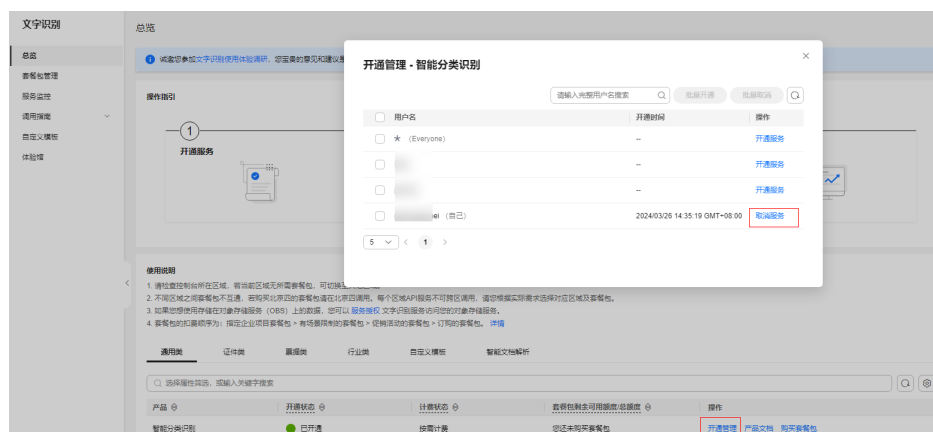 文字识别
总览
总览
套餐包管理
服务监控
调用指南
自定义模板
体验馆
诚邀您参加文字识别使用体验调研，您宝贵的意见和建议是
操作指引
1
开通服务
开通管理 - 智能分类识别
请输入完整用户名搜索
批量开通
批量取消
用户名 开通时间 操作
* (Everyone) -- 开通服务
-- 开通服务
-- 开通服务
ei (自己) 2024/03/26 14:35:19 GMT+08:00 取消服务
5 < 1 >
使用说明
1. 请检查控制台所在区域，若当前区域无所需套餐包，可切换至
2. 不同区域之间套餐包不互通，若购买北京四的套餐包请在北京四调用。每个区域API服务不可跨区调用，请您根据实际需求选择对应区域及套餐包。
3. 如果您想使用存储在对象存储服务（OBS）上的数据，您可以 服务授权 文字识别服务访问您的对象存储服务。
4. 套餐包的扣量顺序为：指定企业项目套餐包 > 有场景限制的套餐包 > 促销活动的套餐包 > 订购的套餐包。 详情
通用类 证件类 票据类 行业类 自定义模板 智能文档解析
选择属性筛选，或输入关键字搜索
产品 开通状态 计费状态 套餐包剩余可用额度/总额度 操作
智能分类识别 已开通 按需计费 您还未购买套餐包 开通管理 产品文档 购买套餐包